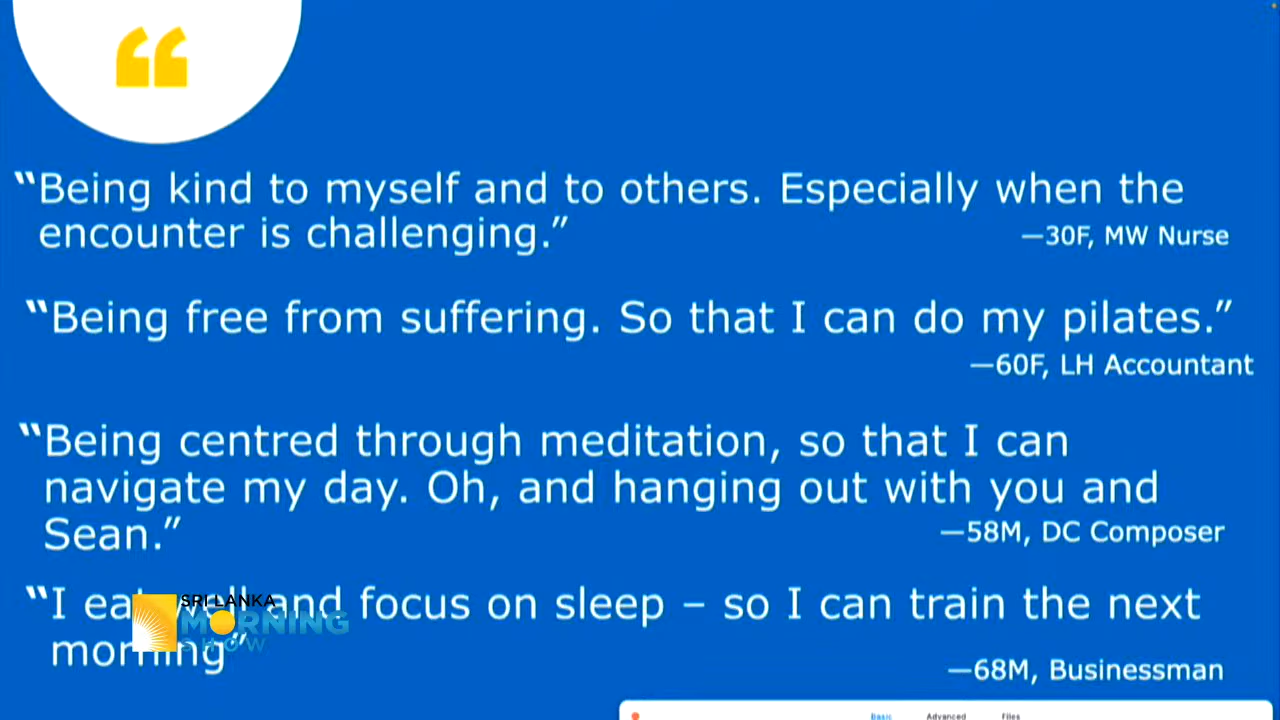 “
“Being kind to myself and to others. Especially when the
encounter is challenging.”
—30F, MW Nurse
“Being free from suffering. So that I can do my pilates.”
—60F, LH Accountant
“Being centred through meditation, so that I can
navigate my day. Oh, and hanging out with you and
Sean.”
—58M, DC Composer
“I eat well and focus on sleep – so I can train the next
morning”
—68M, Businessman
SRI LANKA
MORNING
SHOW
Basic Advanced Files